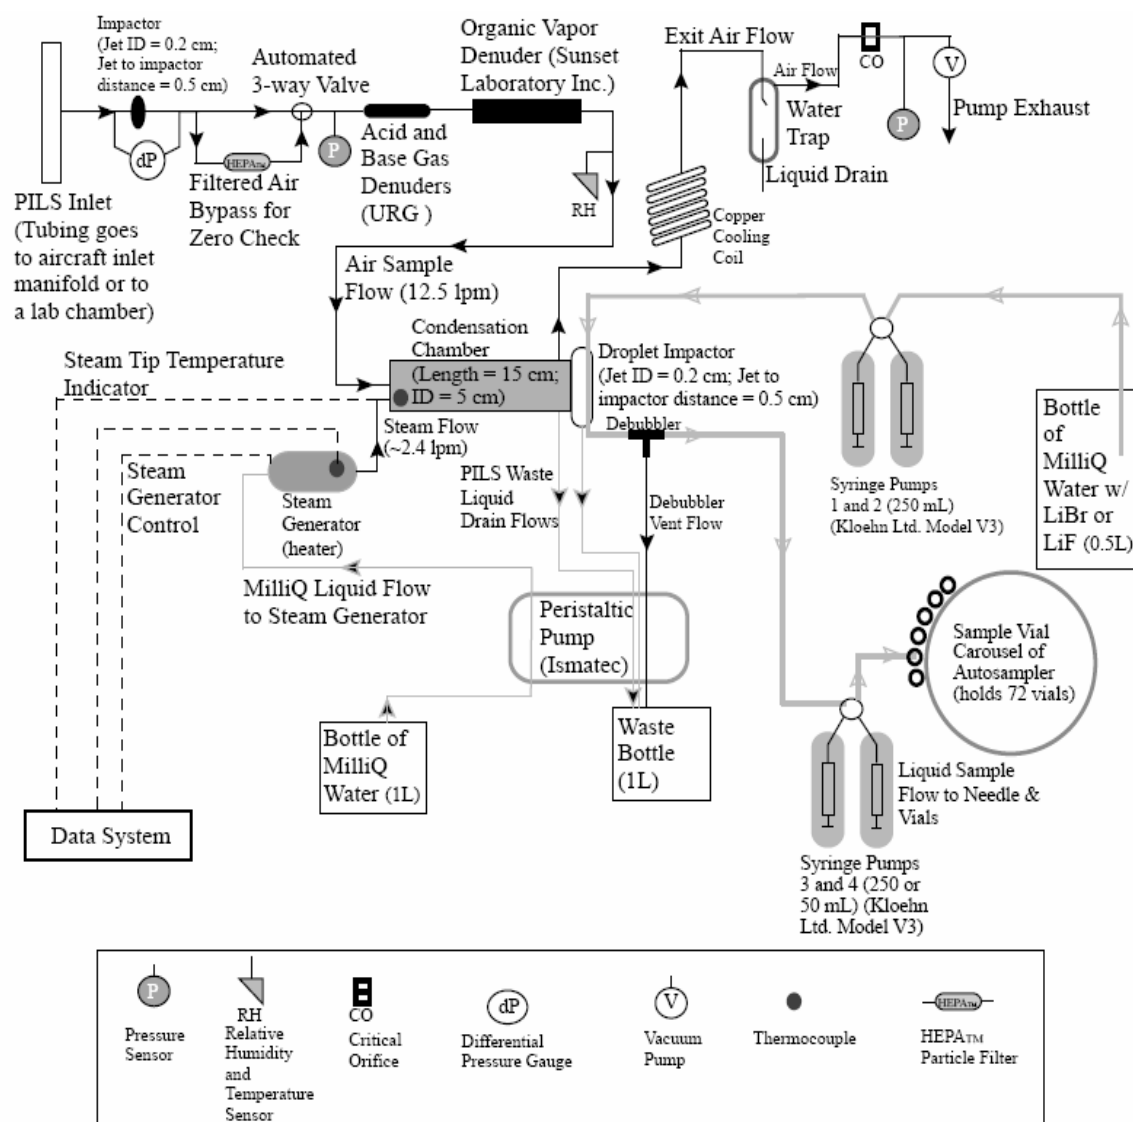 Impactor
(Jet ID = 0.2 cm;
Jet to impactor
distance = 0.5 cm)
dP
PILS Inlet
(Tubing goes
to aircraft inlet
manifold or to
a lab chamber)
Automated
3-way Valve
HEPATM
Filtered Air
Bypass for
Zero Check
P
Acid and
Base Gas
Denuders
(URG )
Organic Vapor
Denuder (Sunset
Laboratory Inc.)
RH
Air Sample
Flow (12.5 lpm)
Exit Air Flow
Air Flow
Water
Trap
Liquid Drain
CO
P
V
Pump Exhaust
Copper
Cooling
Coil
Condensation
Chamber
(Length = 15 cm;
ID = 5 cm)
Droplet Impactor
(Jet ID = 0.2 cm; Jet to
impactor distance = 0.5 cm)
Debubbler
Steam Tip Temperature
Indicator
Steam Flow
(~2.4 lpm)
Steam
Generator
Control
Steam
Generator
(heater)
PILS Waste
Liquid
Drain Flows
Debubbler
Vent Flow
Syringe Pumps
1 and 2 (250 mL)
(Kloehn Ltd. Model V3)
Bottle
of
MilliQ
Water w/
LiBr or
LiF (0.5L)
MilliQ Liquid Flow
to Steam Generator
Peristaltic
Pump
(Ismatec)
Sample Vial
Carousel of
Autosampler
(holds 72 vials)
Bottle of
MilliQ
Water (1L)
Waste
Bottle
(1L)
Liquid Sample
Flow to Needle &
Vials
Data System
Syringe Pumps
3 and 4 (250 or
50 mL) (Kloehn
Ltd. Model V3)
P
Pressure
Sensor
RH
Relative
Humidity
and
Temperature
Sensor
CO
Critical
Orifice
dP
Differential
Pressure Gauge
V
Vacuum
Pump
Thermocouple
HEPATM
HEPATM
Particle Filter